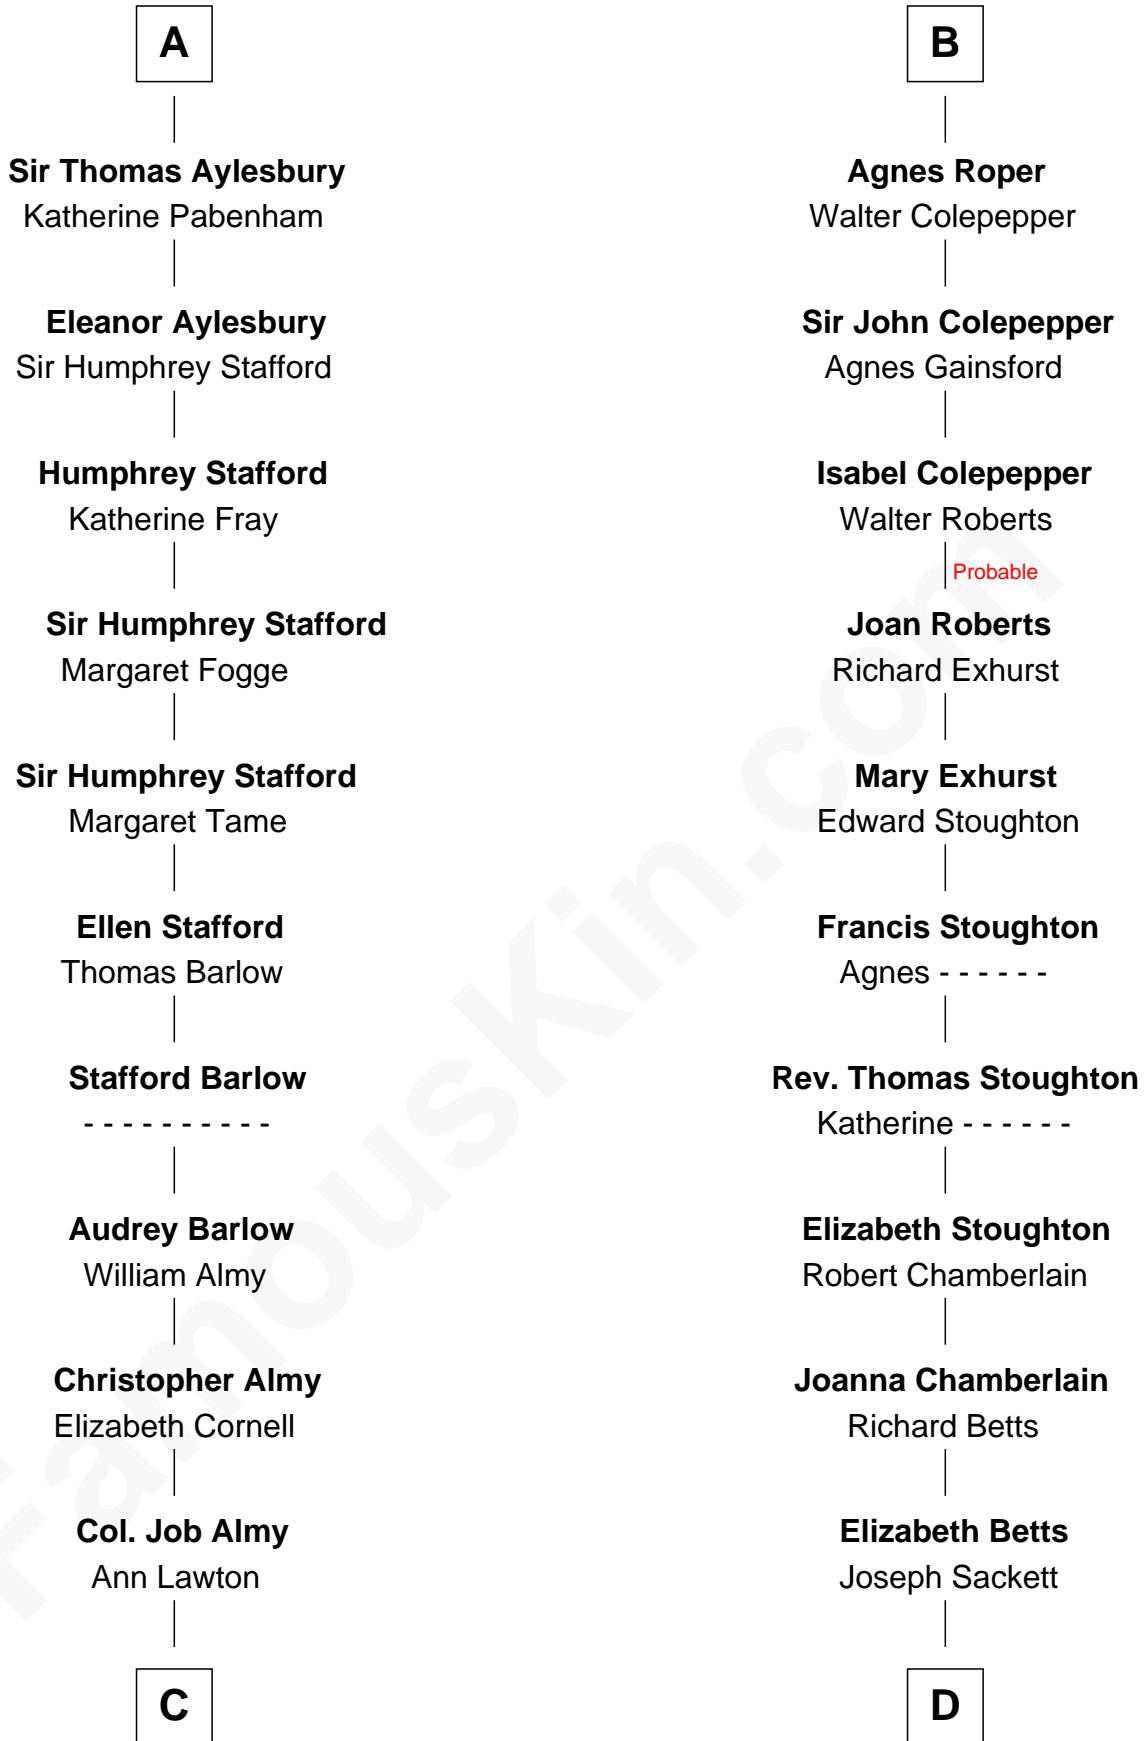 A
Sir Thomas Aylesbury
Katherine Pabenham
Eleanor Aylesbury
Sir Humphrey Stafford
Humphrey Stafford
Katherine Fray
Sir Humphrey Stafford
Margaret Fogge
Sir Humphrey Stafford
Margaret Tame
Ellen Stafford
Thomas Barlow
Stafford Barlow
- - - - - - - - - -
Audrey Barlow
William Almy
Christopher Almy
Elizabeth Cornell
Col. Job Almy
Ann Lawton
C
B
Agnes Roper
Walter Colepepper
Sir John Colepepper
Agnes Gainsford
Isabel Colepepper
Walter Roberts
Probable
Joan Roberts
Richard Exhurst
Mary Exhurst
Edward Stoughton
Francis Stoughton
Agnes - - - - - -
Rev. Thomas Stoughton
Katherine - - - - - -
Elizabeth Stoughton
Robert Chamberlain
Joanna Chamberlain
Richard Betts
Elizabeth Betts
Joseph Sackett
D
FamousKin.com